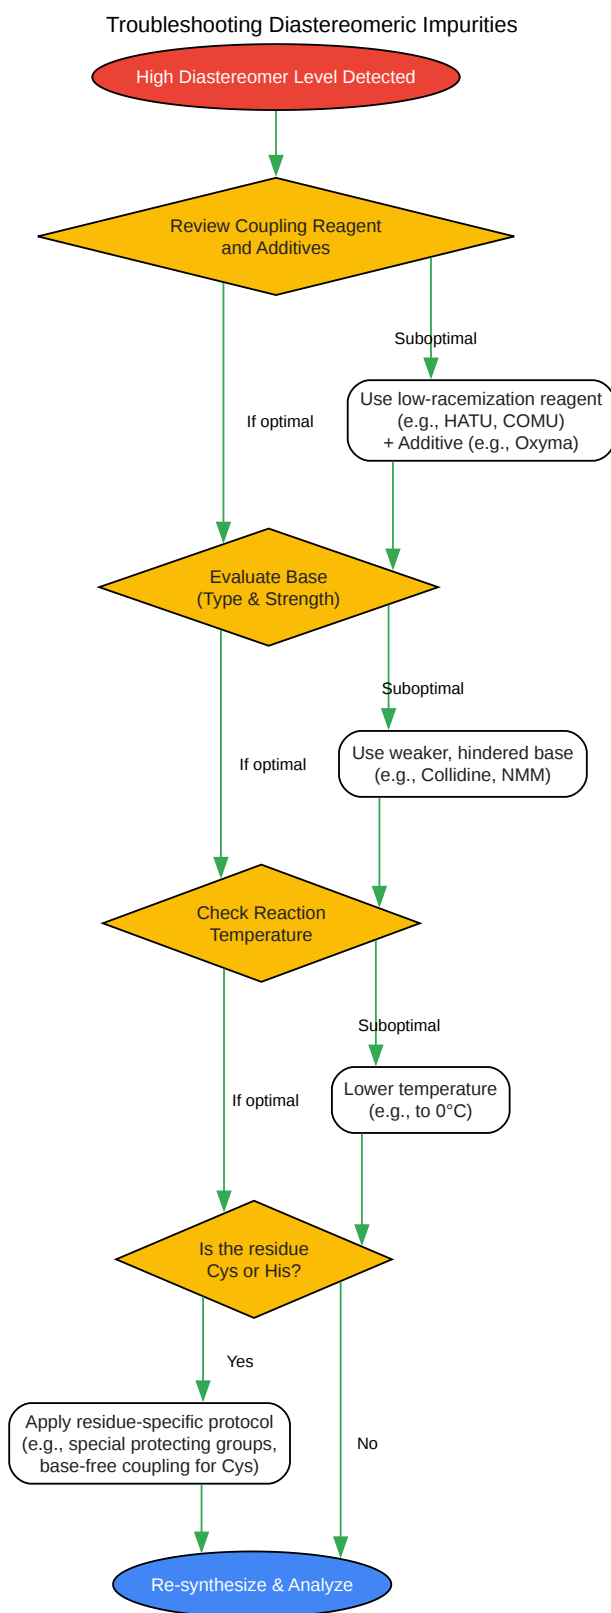 Troubleshooting Diastereomeric Impurities
High Diastereomer Level Detected
Review Coupling Reagent
and Additives
Suboptimal
Use low-racemization reagent
(e.g., HATU, COMU)
+ Additive (e.g., Oxyma)
If optimal
Evaluate Base
(Type & Strength)
Suboptimal
Use weaker, hindered base
(e.g., Collidine, NMM)
If optimal
Check Reaction
Temperature
Suboptimal
Lower temperature
(e.g., to 0°C)
If optimal
Is the residue
Cys or His?
Yes
Apply residue-specific protocol
(e.g., special protecting groups,
base-free coupling for Cys)
No
Re-synthesize & Analyze